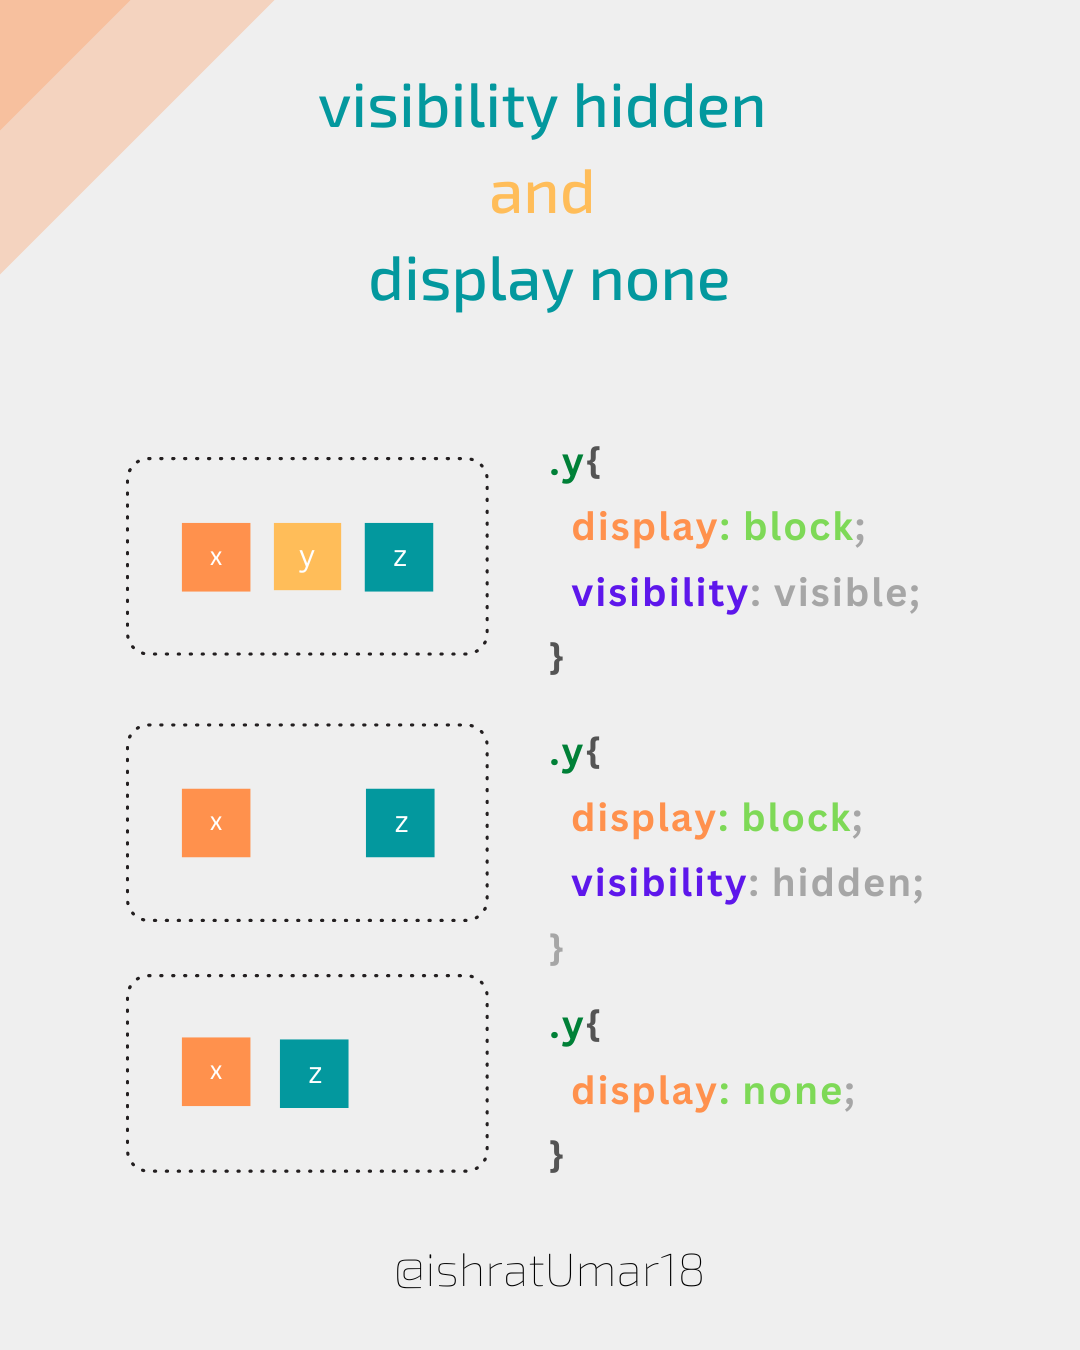 visibility hidden
and
display none
x y z
.y{
display: block;
visibility: visible;
}
x z
.y{
display: block;
visibility: hidden;
}
x z
.y{
display: none;
}
@ishratUmar18